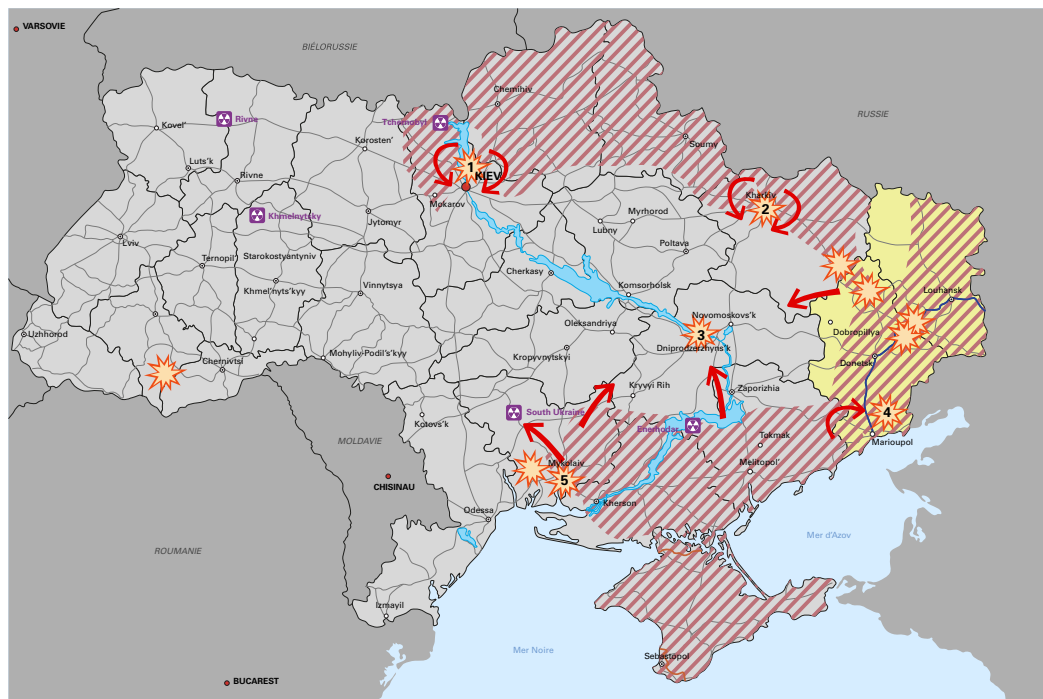 VARSOVIE
BIÉLORUSSIE
RUSSIE
Chernihiv
Kovel'
Rivne
Tchernobyl
Korosten'
Soumy
Luts'k
Rivne
1
KIEV
Mokarov
Kharkiv
2
Khmelnytsky
Jytomyr
Myrhorod
Lubny
Poltava
Lviv
Ternopil'
Starokostyantyniv
Khmel'nyts'kyy
Vinnytsya
Cherkasy
Komsorholsk
Louhansk
Uzhhorod
Chernivtsi
Mohyliv-Podil's'kyy
Oleksandriya
Novomoskovs'k
3
Dniprodzerzhyns'k
Dobropillya
Donetsk
Kropyvnytskyi
Kryvyi Rih
Zaporizhia
Kotovs'k
South Ukraine
Enerhodar
Tokmak
4
Marioupol
MOLDAVIE
Mykolaiv
5
Melitopol'
CHISINAU
Kherson
Odessa
Mer d'Azov
ROUMANIE
Izmayil
Mer Noire
Sebastopol
BUCAREST